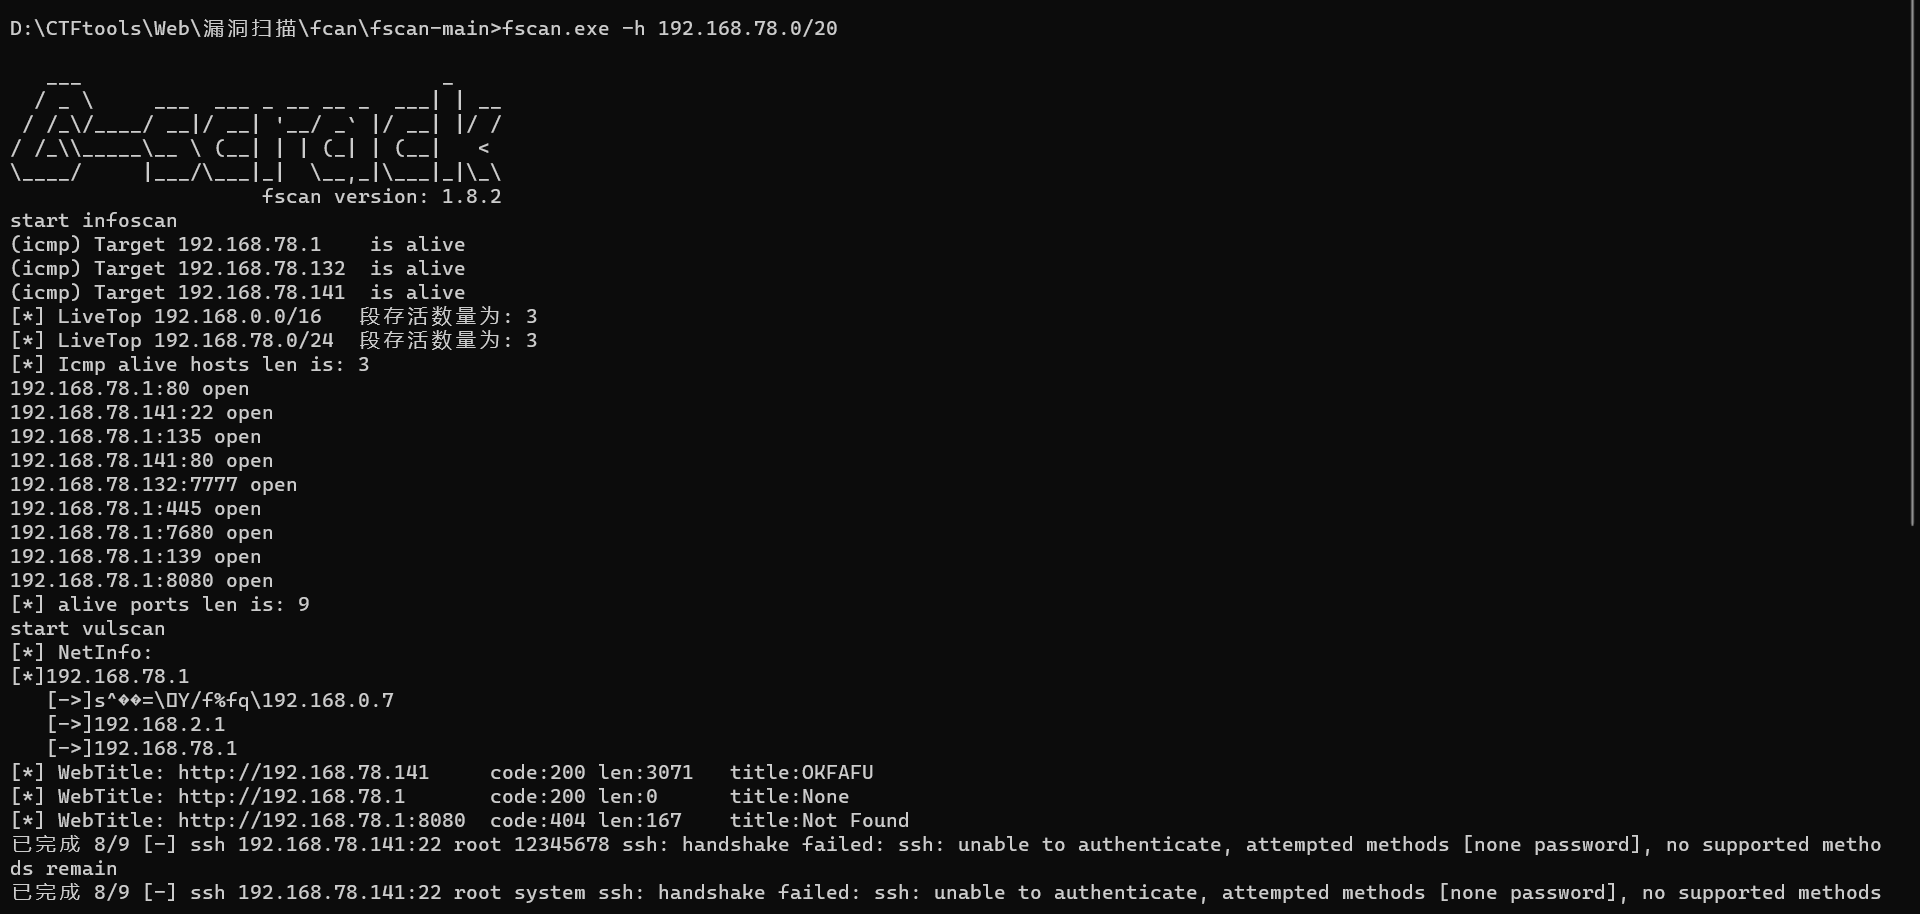 D:\CTFtools\Web\漏洞扫描\fcan\fscan-main>fscan.exe -h 192.168.78.0/20
   ___                              _
  / _ \     ___  ___ _ __ __ _  ___| | __
 / /_\/____/ __|/ __| '__/ _` |/ __| |/ /
/ /_\\_____\__ \ (__| | | (_| | (__|   <
\____/     |___/\___|_|  \__,_|\___|_|\_\
                     fscan version: 1.8.2
start infoscan
(icmp) Target 192.168.78.1    is alive
(icmp) Target 192.168.78.132  is alive
(icmp) Target 192.168.78.141  is alive
[*] LiveTop 192.168.0.0/16   段存活数量为: 3
[*] LiveTop 192.168.78.0/24  段存活数量为: 3
[*] Icmp alive hosts len is: 3
192.168.78.1:80 open
192.168.78.141:22 open
192.168.78.1:135 open
192.168.78.141:80 open
192.168.78.132:7777 open
192.168.78.1:445 open
192.168.78.1:7680 open
192.168.78.1:139 open
192.168.78.1:8080 open
[*] alive ports len is: 9
start vulscan
[*] NetInfo:
[*]192.168.78.1
   [->]s^��=\▯Y/f%fq\192.168.0.7
   [->]192.168.2.1
   [->]192.168.78.1
[*] WebTitle: http://192.168.78.141     code:200 len:3071   title:OKFAFU
[*] WebTitle: http://192.168.78.1       code:200 len:0      title:None
[*] WebTitle: http://192.168.78.1:8080  code:404 len:167    title:Not Found
已完成 8/9 [-] ssh 192.168.78.141:22 root 12345678 ssh: handshake failed: ssh: unable to authenticate, attempted methods [none password], no supported metho
ds remain
已完成 8/9 [-] ssh 192.168.78.141:22 root system ssh: handshake failed: ssh: unable to authenticate, attempted methods [none password], no supported methods